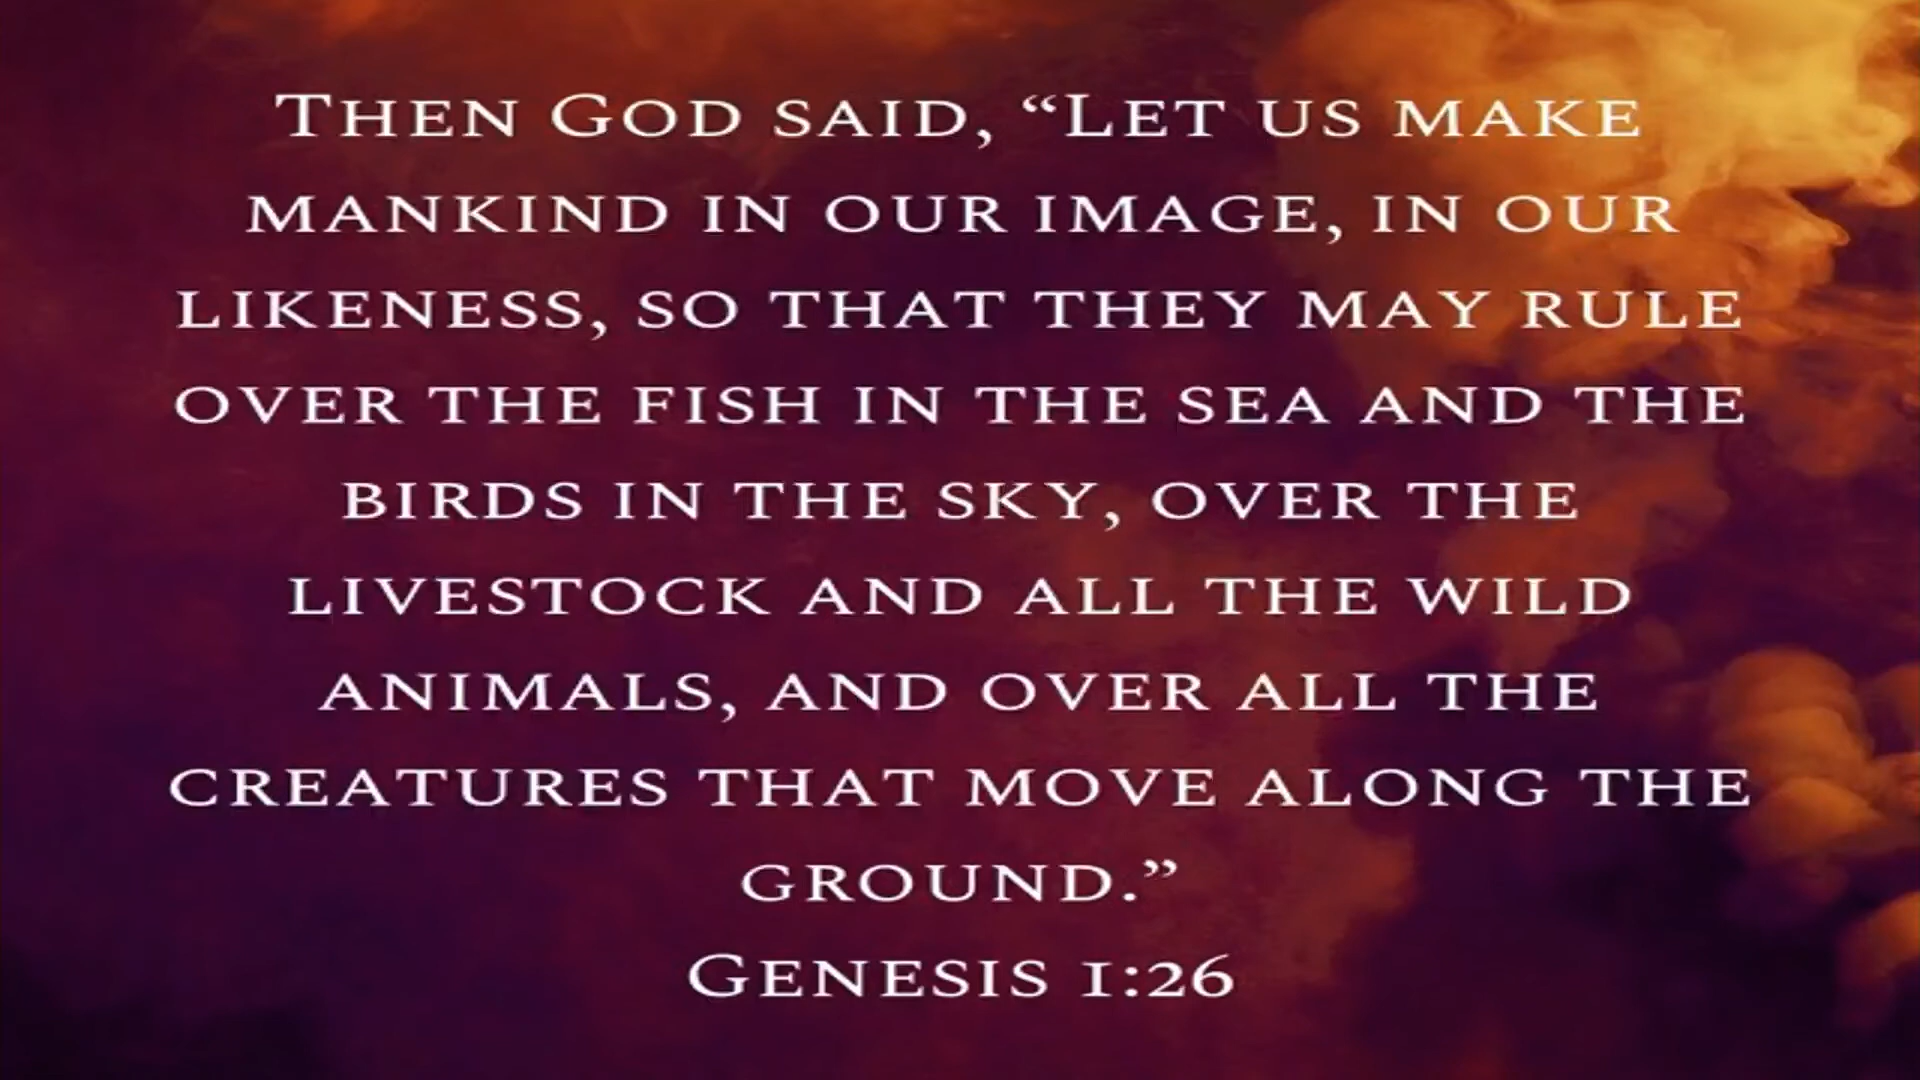 Then God said, “Let us make
mankind in our image, in our
likeness, so that they may rule
over the fish in the sea and the
birds in the sky, over the
livestock and all the wild
animals, and over all the
creatures that move along the
ground.”
Genesis 1:26